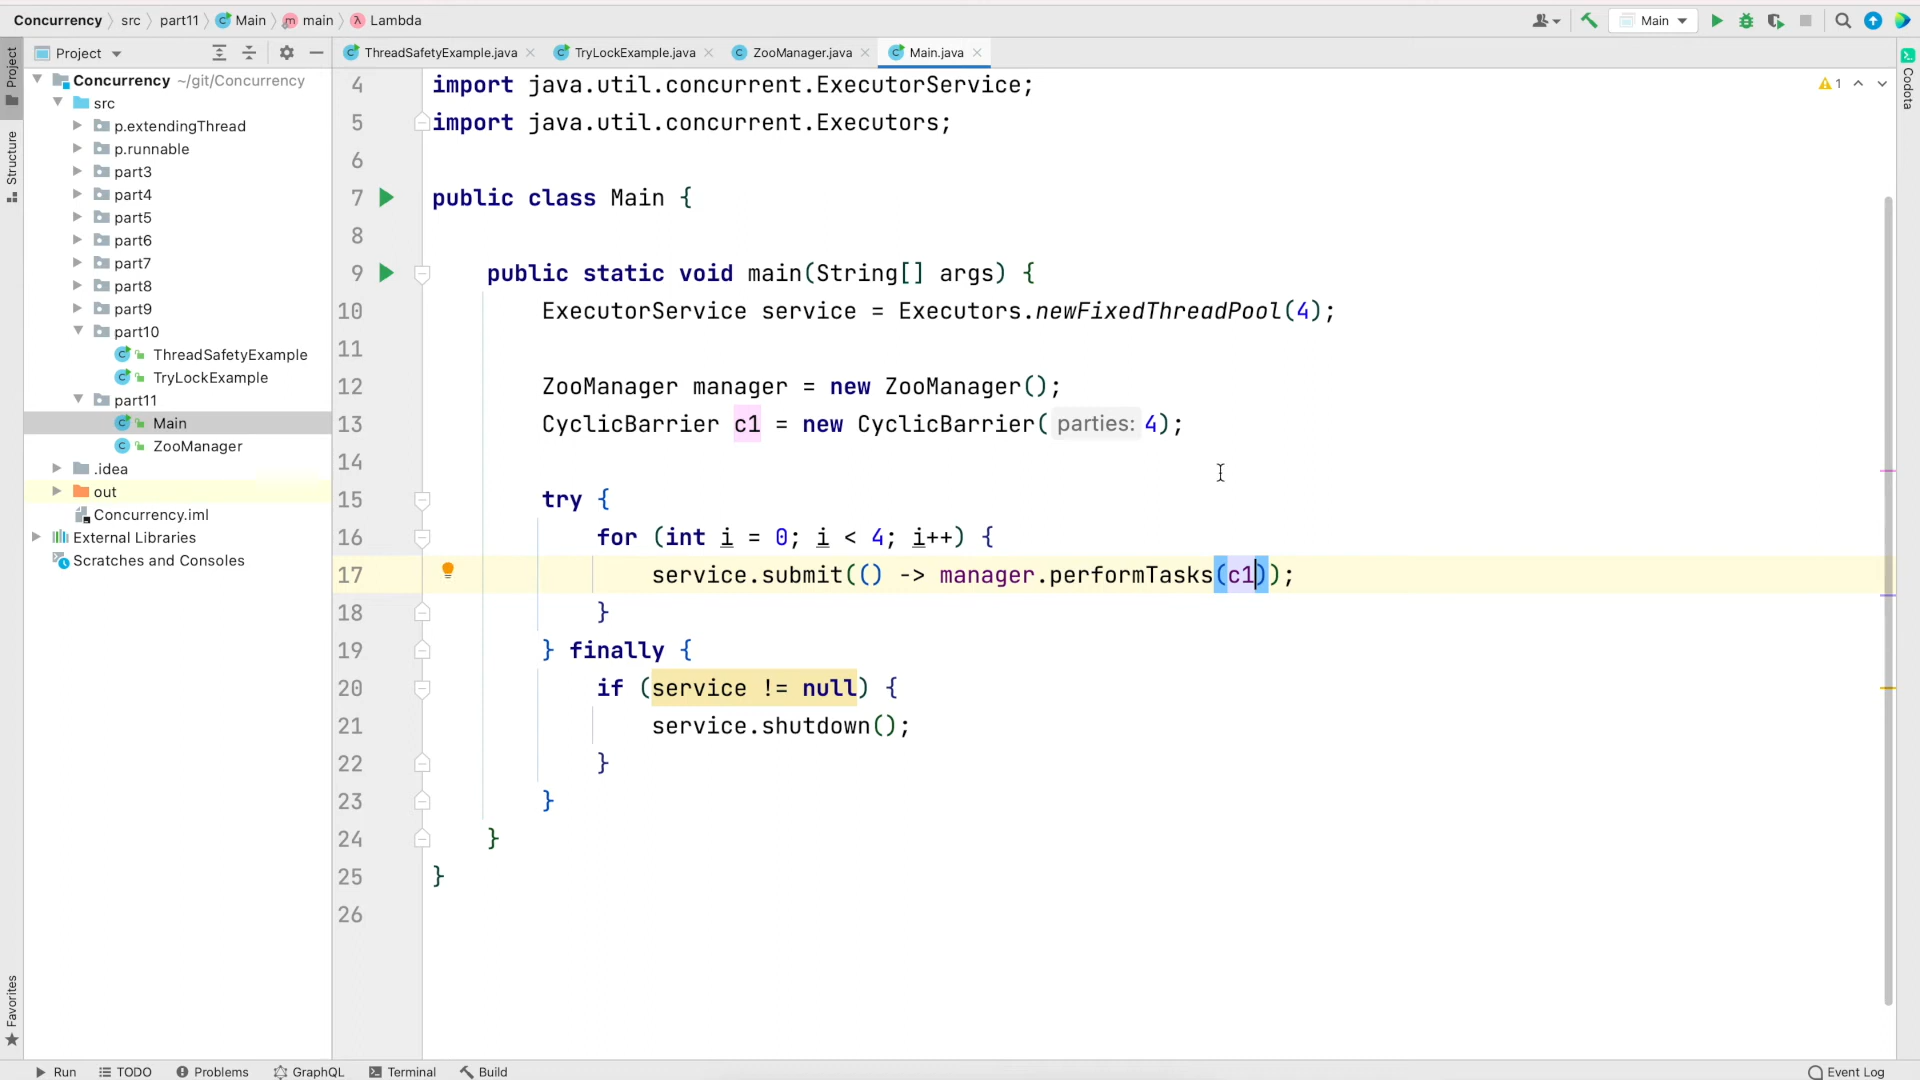 Concurrency src part11 Main main Lambda Main
Project
ThreadSafetyExample.java TryLockExample.java ZooManager.java Main.java
Project
Structure
Favorites
Codota
Concurrency ~/git/Concurrency
src
p.extendingThread
p.runnable
part3
part4
part5
part6
part7
part8
part9
part10
ThreadSafetyExample
TryLockExample
part11
Main
ZooManager
.idea
out
Concurrency.iml
External Libraries
Scratches and Consoles
1
4 import java.util.concurrent.ExecutorService;
5 import java.util.concurrent.Executors;
6
7 public class Main {
8
9 public static void main(String[] args) {
10 ExecutorService service = Executors.newFixedThreadPool(4);
11
12 ZooManager manager = new ZooManager();
13 CyclicBarrier c1 = new CyclicBarrier( parties: 4);
14
15 try {
16 for (int i = 0; i < 4; i++) {
17 service.submit(() -> manager.performTasks(c1));
18 }
19 } finally {
20 if (service != null) {
21 service.shutdown();
22 }
23 }
24 }
25 }
26
Run TODO Problems GraphQL Terminal Build Event Log